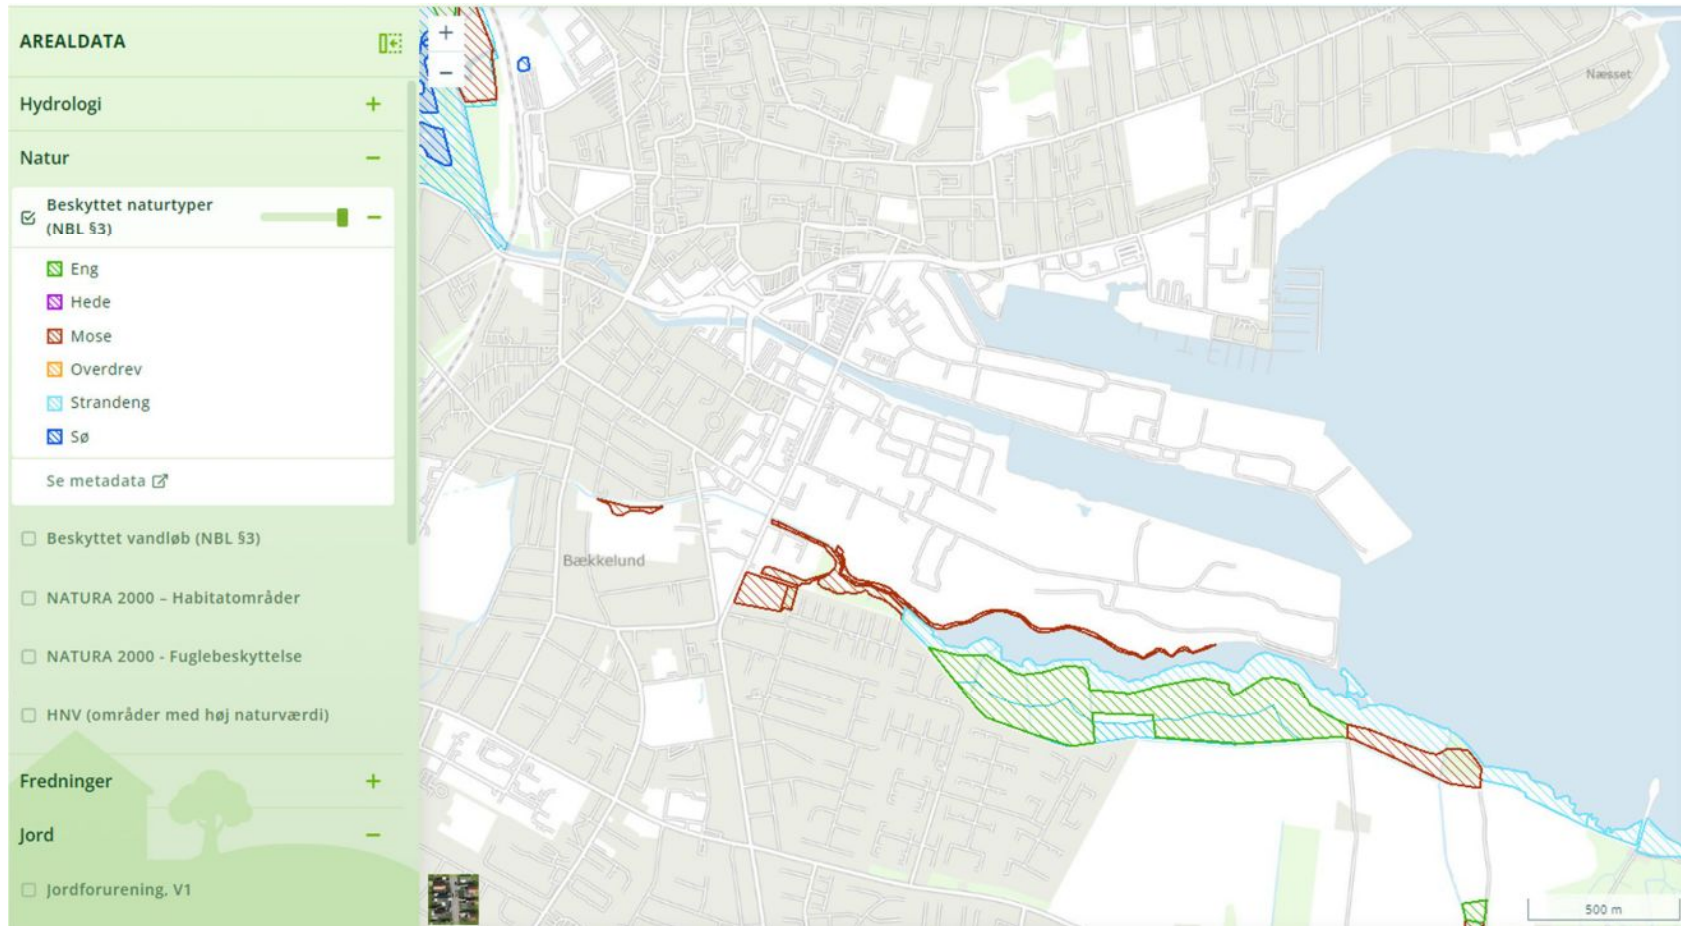 AREALDATA
Hydrologi +
Natur −
Beskyttet naturtyper
(NBL §3) −
Eng
Hede
Mose
Overdrev
Strandeng
Sø
Se metadata
Beskyttet vandløb (NBL §3)
NATURA 2000 – Habitatområder
NATURA 2000 - Fuglebeskyttelse
HNV (områder med høj naturværdi)
Fredninger +
Jord −
Jordforurening, V1
+
−
Næsset
Bækkelund
500 m